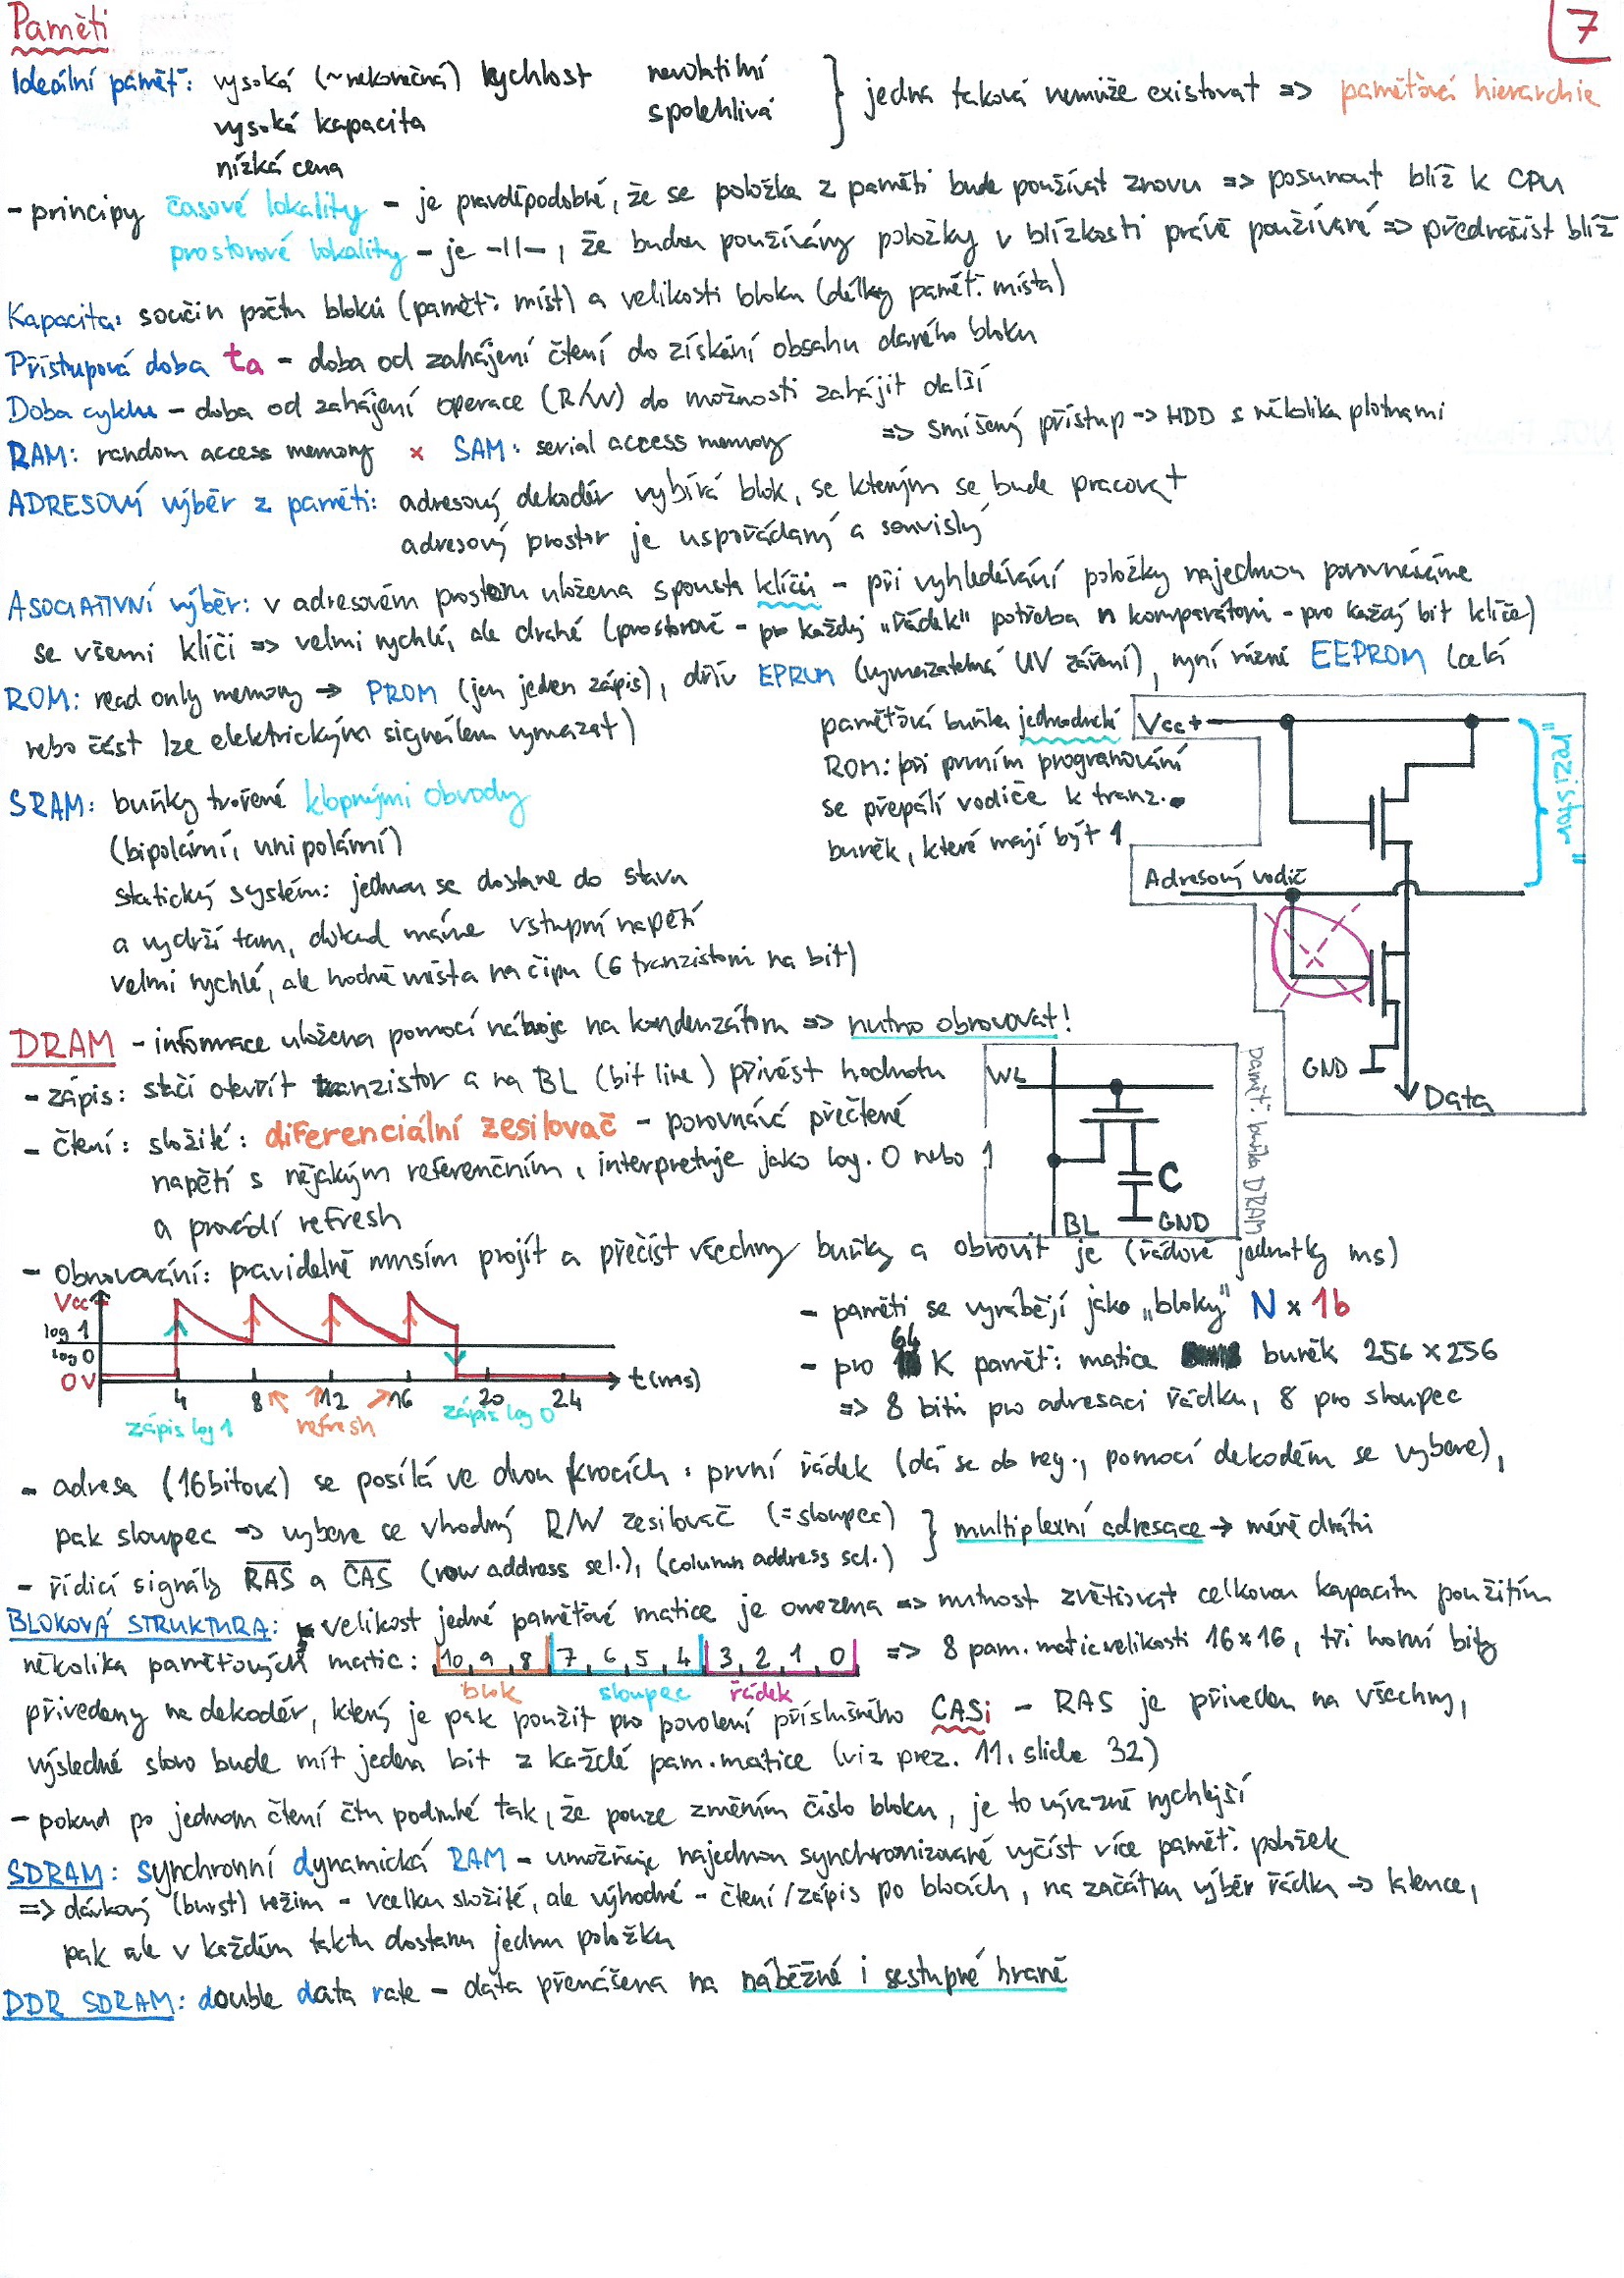 Paměti
7
Ideální paměť: vysoká (~nekonečná) rychlost nevolatilní
vysoká kapacita spolehlivá
nízká cena
} jedna taková nemůže existovat => paměťová hierarchie
- principy časové lokality - je pravděpodobné, že se položka z paměti bude používat znovu => posunout blíž k CPU
prostorové lokality - je -||-, že budou používány položky v blízkosti právě používané => přednačíst blíž
Kapacita: součin počtu bloků (paměť. míst) a velikosti bloku (délky paměť. místa)
Přístupová doba ta - doba od zahájení čtení do získání obsahu daného bloku
Doba cyklu - doba od zahájení operace (R/W) do možnosti zahájit další
RAM: random access memory x SAM: serial access memory => smíšený přístup -> HDD s několika plotnami
ADRESOVÝ výběr z paměti: adresový dekodér vybírá blok, se kterým se bude pracovat
adresový prostor je uspořádaný a souvislý
ASOCIATIVNÍ výběr: v adresovém prostoru uložena spousta klíčů - při vyhledávání položky najednou porovnáváme
se všemi klíči => velmi rychlé, ale drahé (prostorově - pro každý "řádek" potřeba n komparátorů - pro každý bit klíče)
ROM: read only memory -> PROM (jen jeden zápis), dřív EPROM (vymazatelná UV záření), nyní různé EEPROM (celá
nebo část lze elektrickým signálem vymazat)
paměťová buňka jednoduché
ROM: při prvním programování
se přepálí vodiče k tranz.
buněk, které mají být 1
Vcc+
"rezistor"
Adresový vodič
GND
Data
SRAM: buňky tvořené klopnými obvody
(bipolární, unipolární)
statický systém: jednou se dostane do stavu
a vydrží tam, dokud máme vstupní napětí
velmi rychlé, ale hodně místa na čipu (6 tranzistorů na bit)
DRAM - informace uložena pomocí náboje na kondenzátoru => nutno obnovovat!
- zápis: stačí otevřít tranzistor a na BL (bit line) přivést hodnotu
- čtení: složité: diferenciální zesilovač - porovnává přečtené
napětí s nějakým referenčním, interpretuje jako log. 0 nebo 1
a provádí refresh
WL
C
BL
GND
paměť. buňka DRAM
- Obnovování: pravidelně musím projít a přečíst všechny buňky a obnovit je (řádově jednotky ms)
Vcc
log 1
log 0
0V
4 8 12 16 20 24 t(ms)
zápis log 1 refresh zápis log 0
- paměti se vyrábějí jako "bloky" N x 1b
- pro 64 K paměť: matice buněk 256 x 256
=> 8 bitů pro adresaci řádku, 8 pro sloupec
- adresa (16bitová) se posílá ve dvou krocích: první řádek (dá se do reg., pomocí dekodéru se vybere),
pak sloupec => vybere se vhodný R/W zesilovač (=sloupec) } multiplexní adresace -> méně drátů
- řídicí signály RAS a CAS (row address sel.), (column address sel.)
BLOKOVÁ STRUKTURA: velikost jedné paměťové matice je omezena => nutnost zvětšovat celkovou kapacitu použitím
několika paměťových matic: 10 9 8 7 6 5 4 3 2 1 0 => 8 pam. matic velikosti 16x16, tři horní bity
blok sloupec řádek
přivedeny na dekodér, který je pak použit pro povolení příslušného CASi - RAS je přiveden na všechny,
výsledné slovo bude mít jeden bit z každé pam. matice (viz prez. 11, slide 32)
- pokud po jednom čtení čtu podruhé tak, že pouze změním číslo bloku, je to výrazně rychlejší
SDRAM: synchronní dynamická RAM - umožňuje najednou synchronizovaně vyčíst více paměť. položek
=> dávkový (burst) režim - vcelku složité, ale výhodné - čtení/zápis po blocích, na začátku výběr řádku -> latence,
pak ale v každém taktu dostanu jednu položku
DDR SDRAM: double data rate - data přenášena na náběžné i sestupné hraně